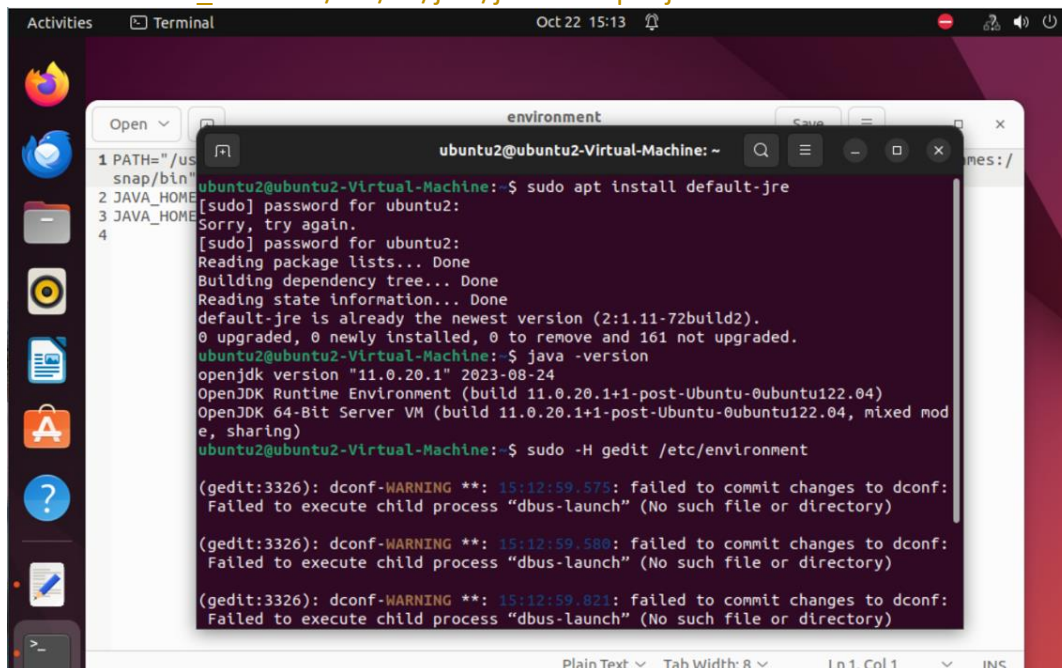 Activities
Terminal
Oct 22 15:13
Open
environment
Save
1 PATH="/us
mes:/
snap/bin"
2 JAVA_HOME
3 JAVA_HOME
4
ubuntu2@ubuntu2-Virtual-Machine: ~
ubuntu2@ubuntu2-Virtual-Machine:~$ sudo apt install default-jre
[sudo] password for ubuntu2:
Sorry, try again.
[sudo] password for ubuntu2:
Reading package lists... Done
Building dependency tree... Done
Reading state information... Done
default-jre is already the newest version (2:1.11-72build2).
0 upgraded, 0 newly installed, 0 to remove and 161 not upgraded.
ubuntu2@ubuntu2-Virtual-Machine:~$ java -version
openjdk version "11.0.20.1" 2023-08-24
OpenJDK Runtime Environment (build 11.0.20.1+1-post-Ubuntu-0ubuntu122.04)
OpenJDK 64-Bit Server VM (build 11.0.20.1+1-post-Ubuntu-0ubuntu122.04, mixed mod
e, sharing)
ubuntu2@ubuntu2-Virtual-Machine:~$ sudo -H gedit /etc/environment
(gedit:3326): dconf-WARNING **: 15:12:59.575: failed to commit changes to dconf:
Failed to execute child process “dbus-launch” (No such file or directory)
(gedit:3326): dconf-WARNING **: 15:12:59.580: failed to commit changes to dconf:
Failed to execute child process “dbus-launch” (No such file or directory)
(gedit:3326): dconf-WARNING **: 15:12:59.821: failed to commit changes to dconf:
Failed to execute child process “dbus-launch” (No such file or directory)
Plain Text
Tab Width: 8
Ln 1, Col 1
INS